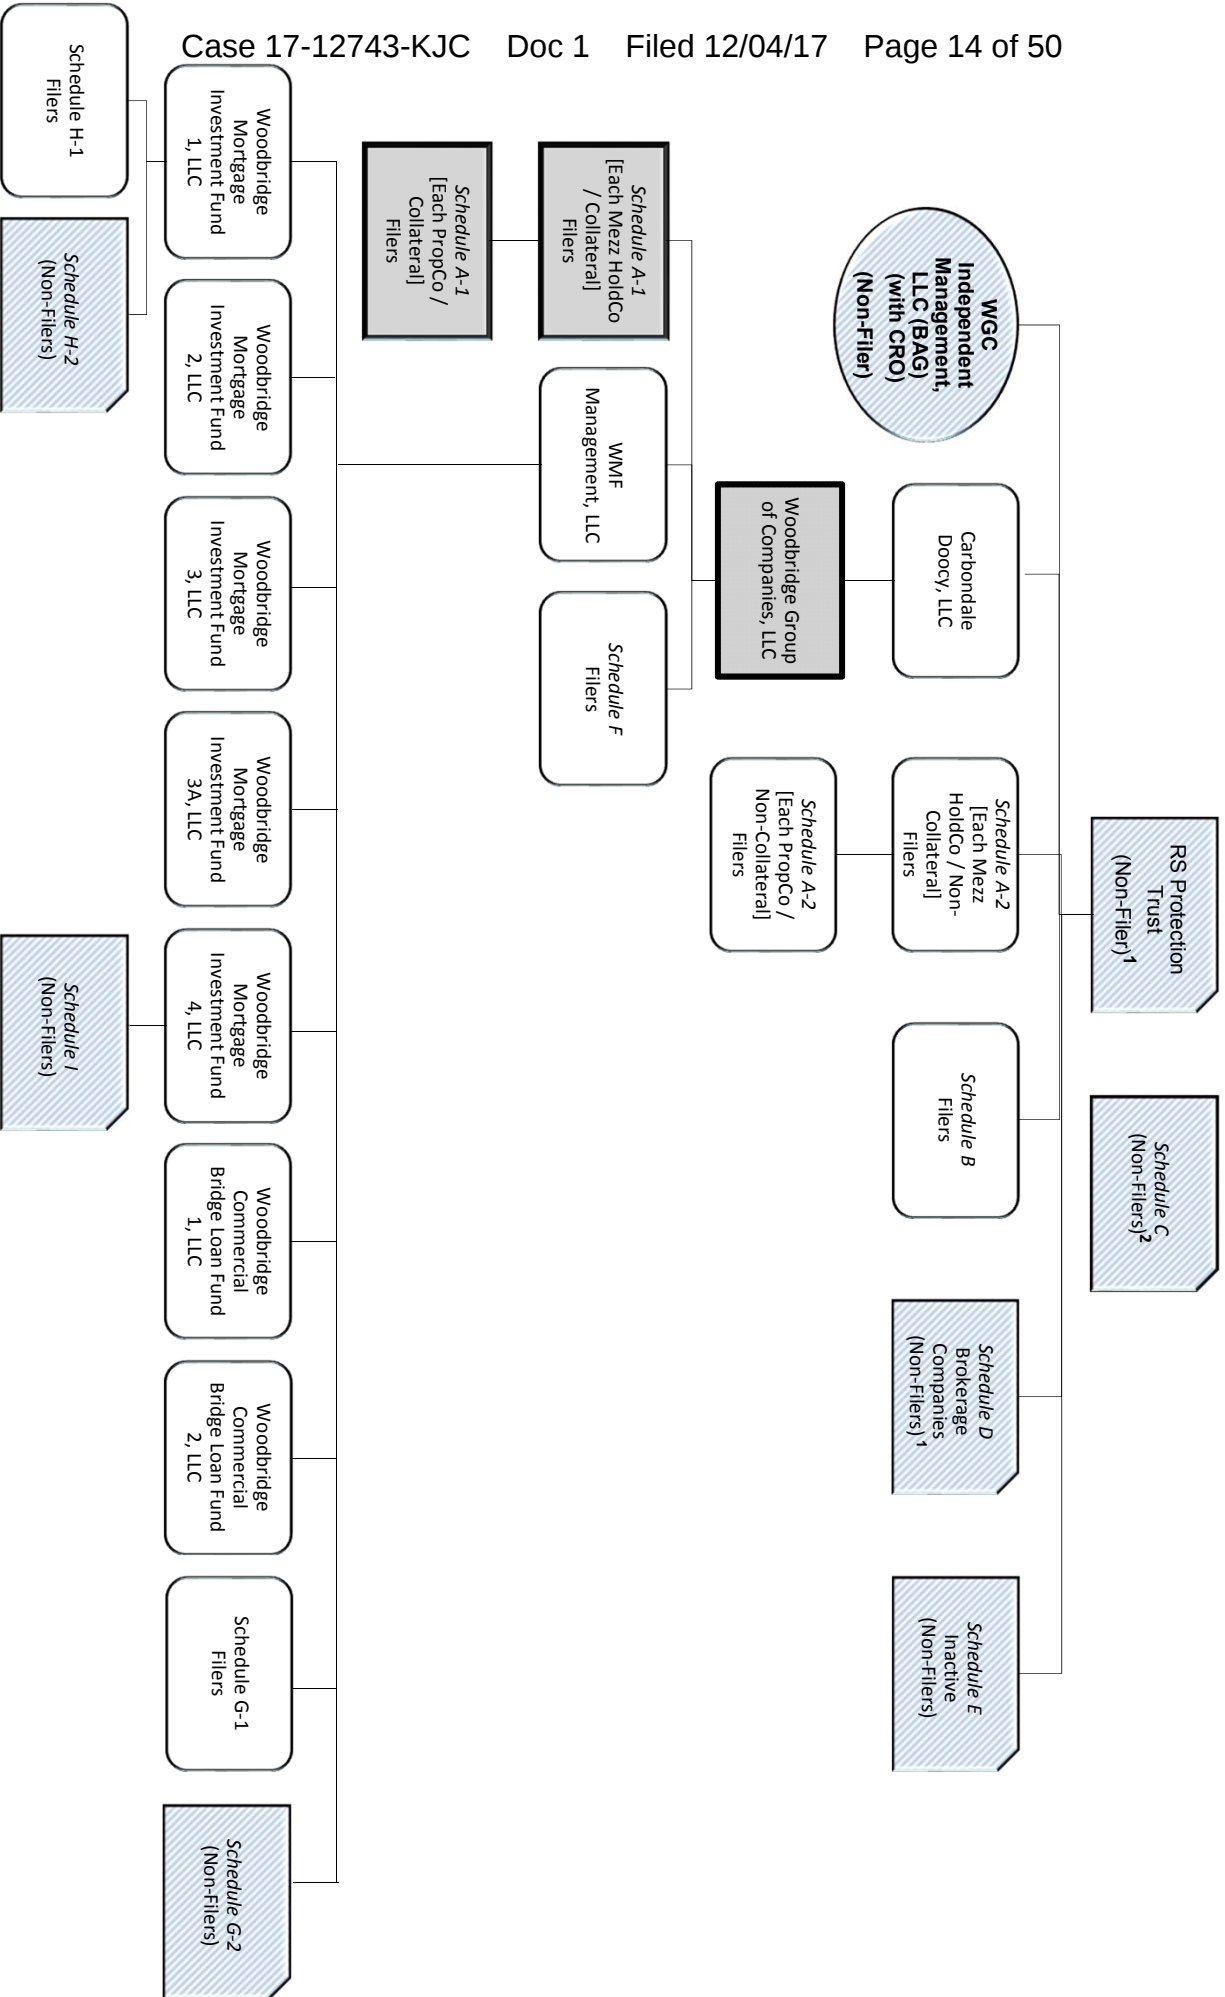 Case 17-12743-KJC Doc 1 Filed 12/04/17 Page 14 of 50
RS Protection
Trust
(Non-Filer)1
Schedule C
(Non-Filers)2
WGC
Independent
Management,
LLC (BAG)
(with CRO)
(Non-Filer)
Carbondale
Doocy, LLC
Schedule A-2
[Each Mezz
HoldCo / Non-
Collateral]
Filers
Schedule B
Filers
Schedule D
Brokerage
Companies
(Non-Filers) 1
Schedule E
Inactive
(Non-Filers)
Woodbridge Group
of Companies, LLC
Schedule A-2
[Each PropCo /
Non-Collateral]
Filers
Schedule A-1
[Each Mezz HoldCo
/ Collateral]
Filers
WMF
Management, LLC
Schedule F
Filers
Schedule A-1
[Each PropCo /
Collateral]
Filers
Woodbridge
Mortgage
Investment Fund
1, LLC
Woodbridge
Mortgage
Investment Fund
2, LLC
Woodbridge
Mortgage
Investment Fund
3, LLC
Woodbridge
Mortgage
Investment Fund
3A, LLC
Woodbridge
Mortgage
Investment Fund
4, LLC
Woodbridge
Commercial
Bridge Loan Fund
1, LLC
Woodbridge
Commercial
Bridge Loan Fund
2, LLC
Schedule G-1
Filers
Schedule G-2
(Non-Filers)
Schedule H-1
Filers
Schedule H-2
(Non-Filers)
Schedule I
(Non-Filers)